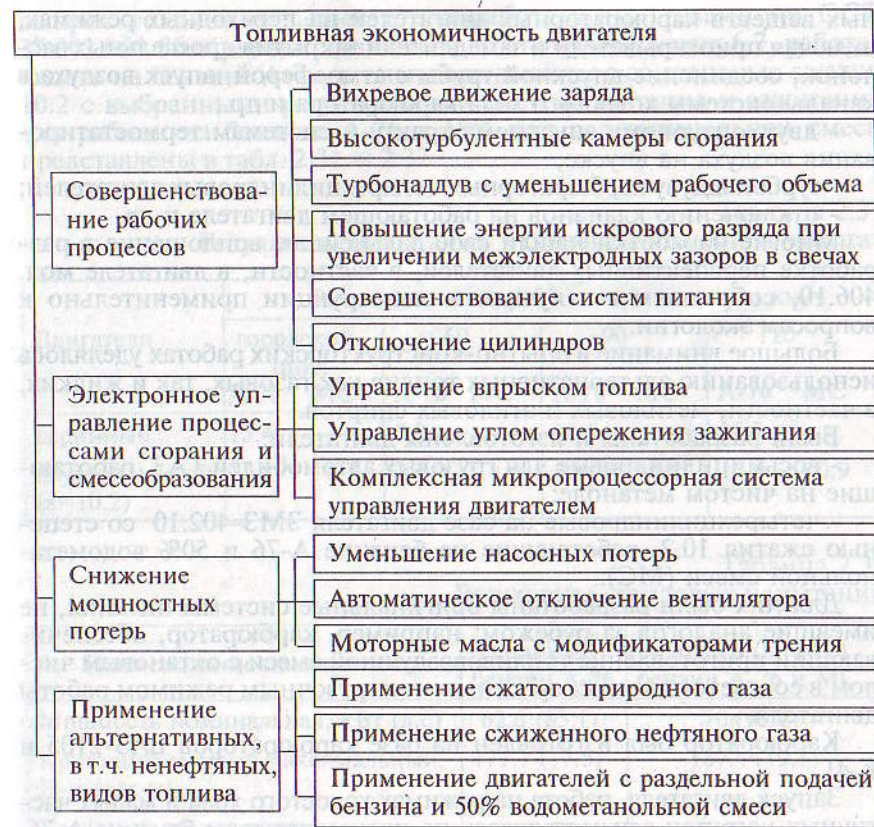 Топливная экономичность двигателя
Совершенствова-
ние рабочих
процессов
Вихревое движение заряда
Высокотурбулентные камеры сгорания
Турбонаддув с уменьшением рабочего объема
Повышение энергии искрового разряда при
увеличении межэлектродных зазоров в свечах
Совершенствование систем питания
Отключение цилиндров
Электронное уп-
равление процес-
сами сгорания и
смесеобразования
Управление впрыском топлива
Управление углом опережения зажигания
Комплексная микропроцессорная система
управления двигателем
Снижение
мощностных
потерь
Уменьшение насосных потерь
Автоматическое отключение вентилятора
Моторные масла с модификаторами трения
Применение
альтернативных,
в т.ч. ненефтяных,
видов топлива
Применение сжатого природного газа
Применение сжиженного нефтяного газа
Применение двигателей с раздельной подачей
бензина и 50% водометанольной смеси